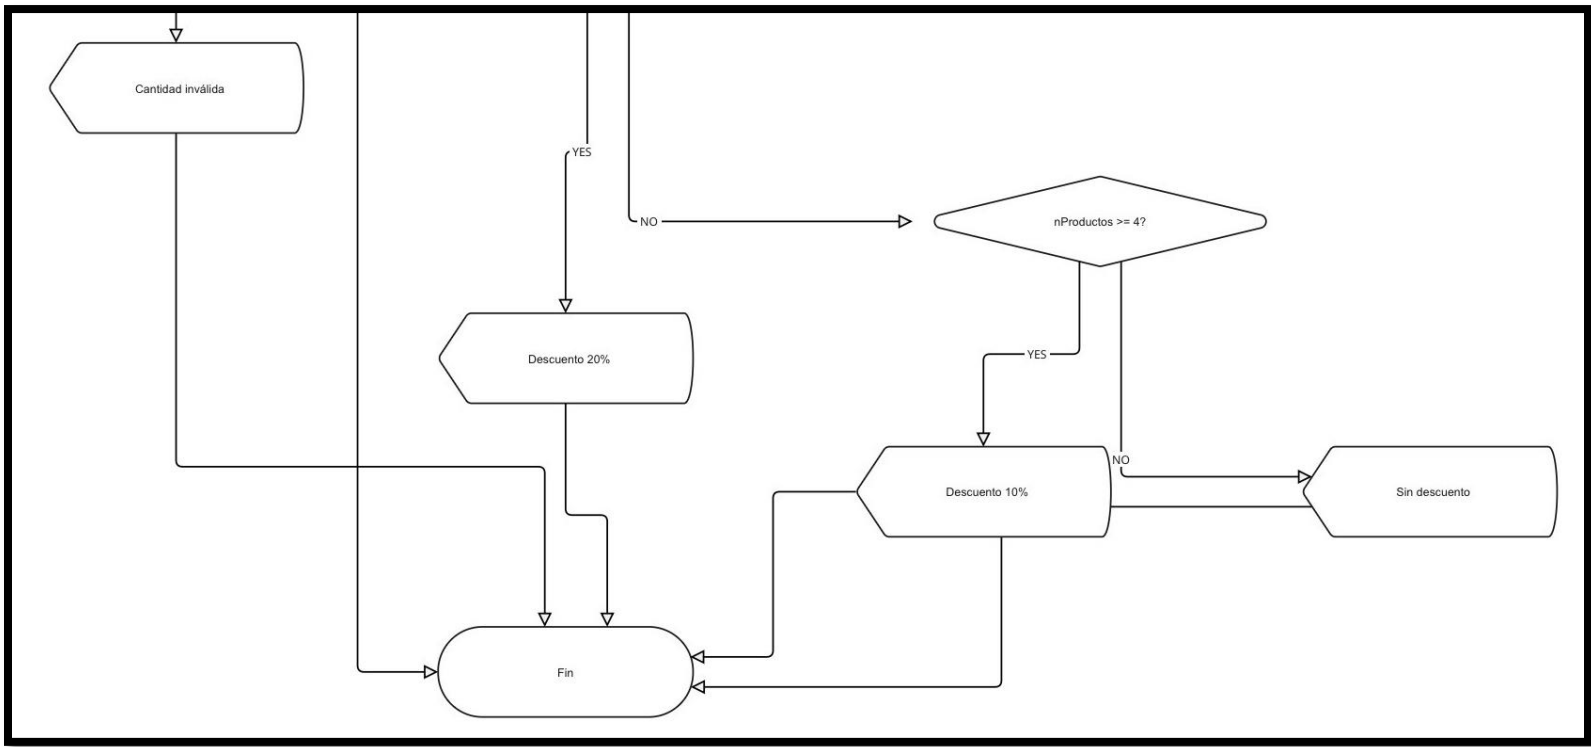 Cantidad inválida
YES
NO
nProductos >= 4?
Descuento 20%
YES
NO
Descuento 10%
Sin descuento
Fin